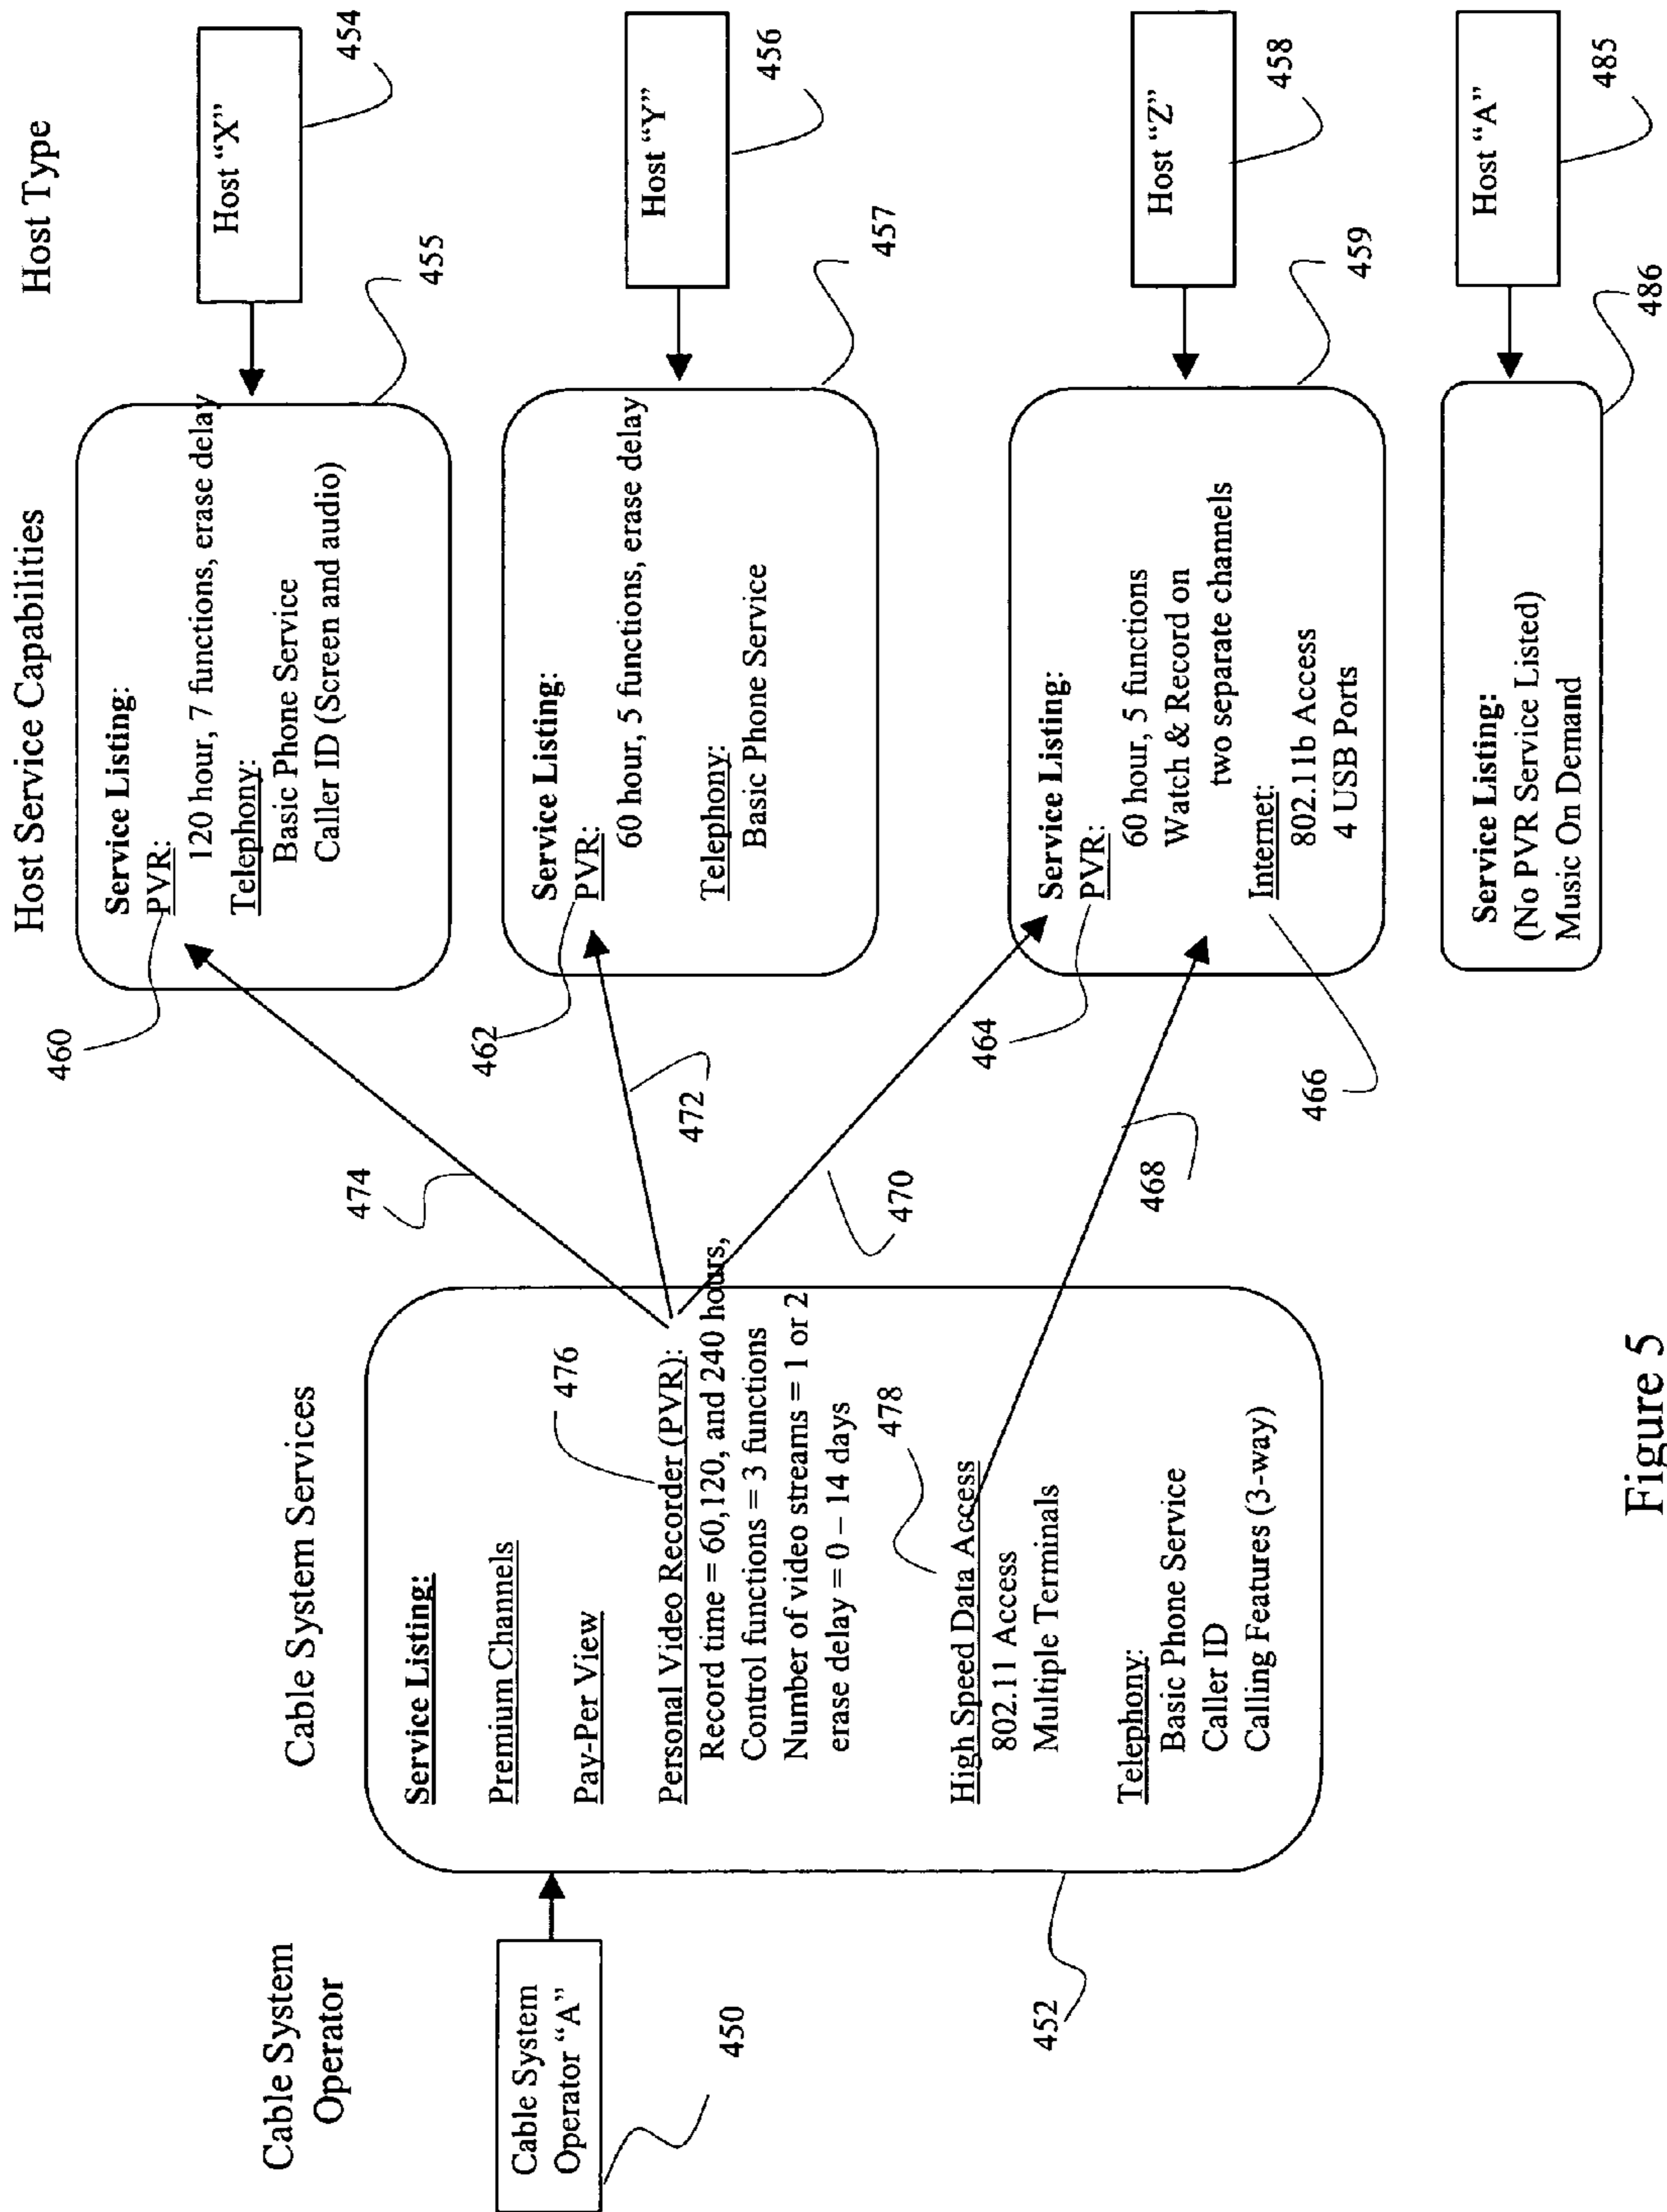 Cable System
Operator
Cable System
Operator “A”
450
Cable System Services
Service Listing:
Premium Channels
Pay-Per View
Personal Video Recorder (PVR):
Record time = 60,120, and 240 hours,
Control functions = 3 functions
Number of video streams = 1 or 2
erase delay = 0 – 14 days
High Speed Data Access
802.11 Access
Multiple Terminals
Telephony:
Basic Phone Service
Caller ID
Calling Features (3-way)
452
476
478
474
472
470
468
Host Service Capabilities
Service Listing:
PVR:
120 hour, 7 functions, erase delay
Telephony:
Basic Phone Service
Caller ID (Screen and audio)
460
455
Service Listing:
PVR:
60 hour, 5 functions, erase delay
Telephony:
Basic Phone Service
462
457
Service Listing:
PVR:
60 hour, 5 functions
Watch & Record on
two separate channels
Internet:
802.11b Access
4 USB Ports
464
466
459
Service Listing:
(No PVR Service Listed)
Music On Demand
486
Host Type
Host “X”
454
Host “Y”
456
Host “Z”
458
Host “A”
485
Figure 5